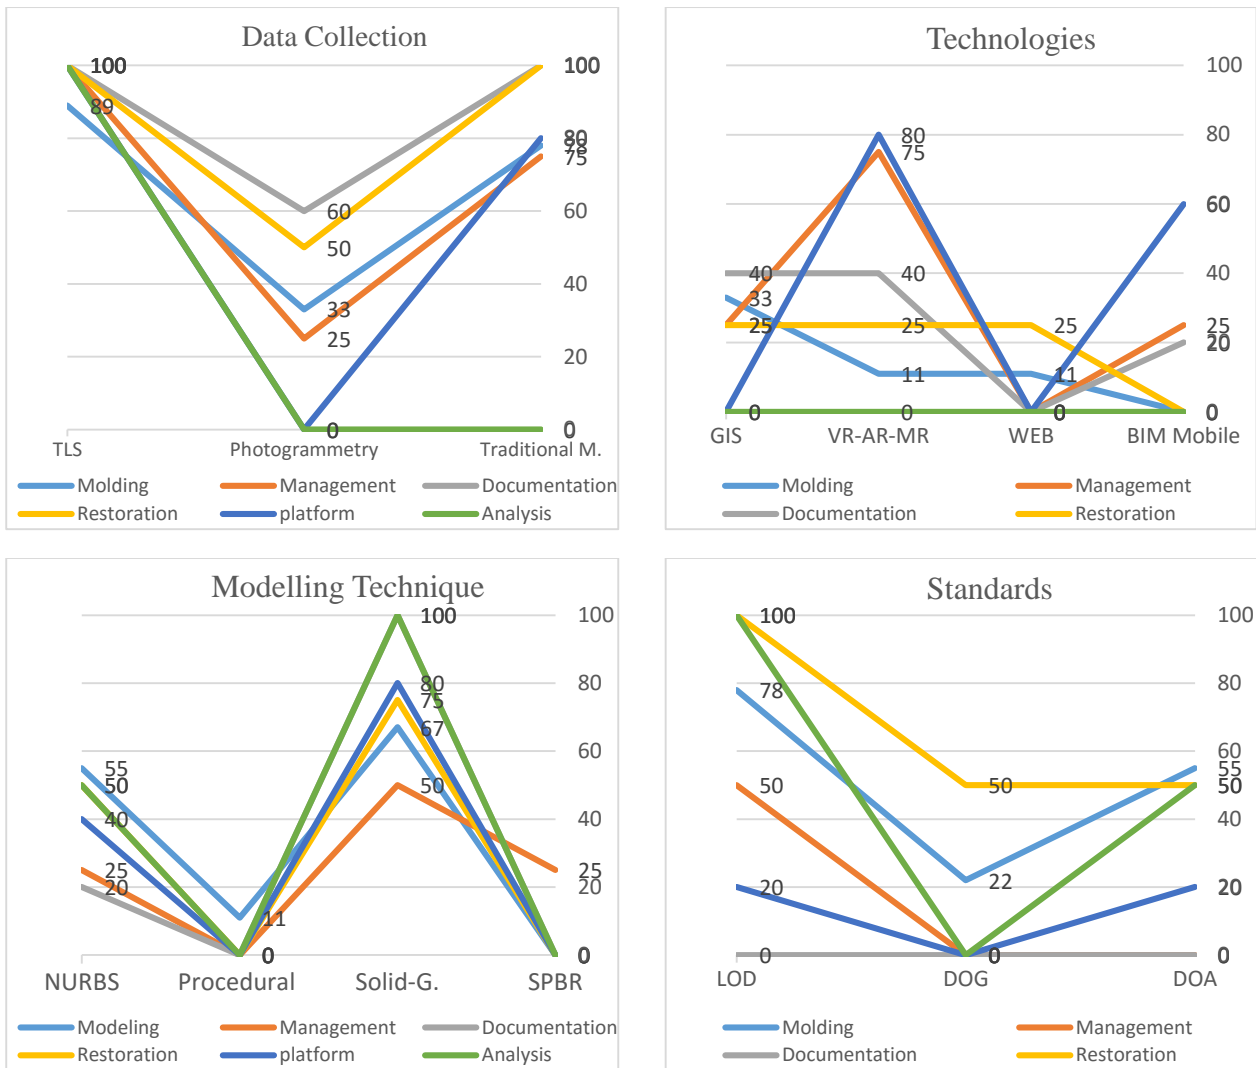 Data Collection
100
100
89
80
78
75
60
60
50
40
33
25
20
0
0
TLS
Photogrammetry
Traditional M.
Molding
Management
Documentation
Restoration
platform
Analysis
Technologies
100
80
80
75
60
60
40
40
40
33
25
25
25
25
20
20
11
11
0
0
0
0
GIS
VR-AR-MR
WEB
BIM Mobile
Molding
Management
Documentation
Restoration
Modelling Technique
100
100
80
80
75
67
60
55
50
50
40
40
25
25
20
20
11
0
0
0
NURBS
Procedural
Solid-G.
SPBR
Modeling
Management
Documentation
Restoration
platform
Analysis
Standards
100
100
80
78
60
55
50
50
50
40
22
20
20
20
0
0
0
0
LOD
DOG
DOA
Molding
Management
Documentation
Restoration